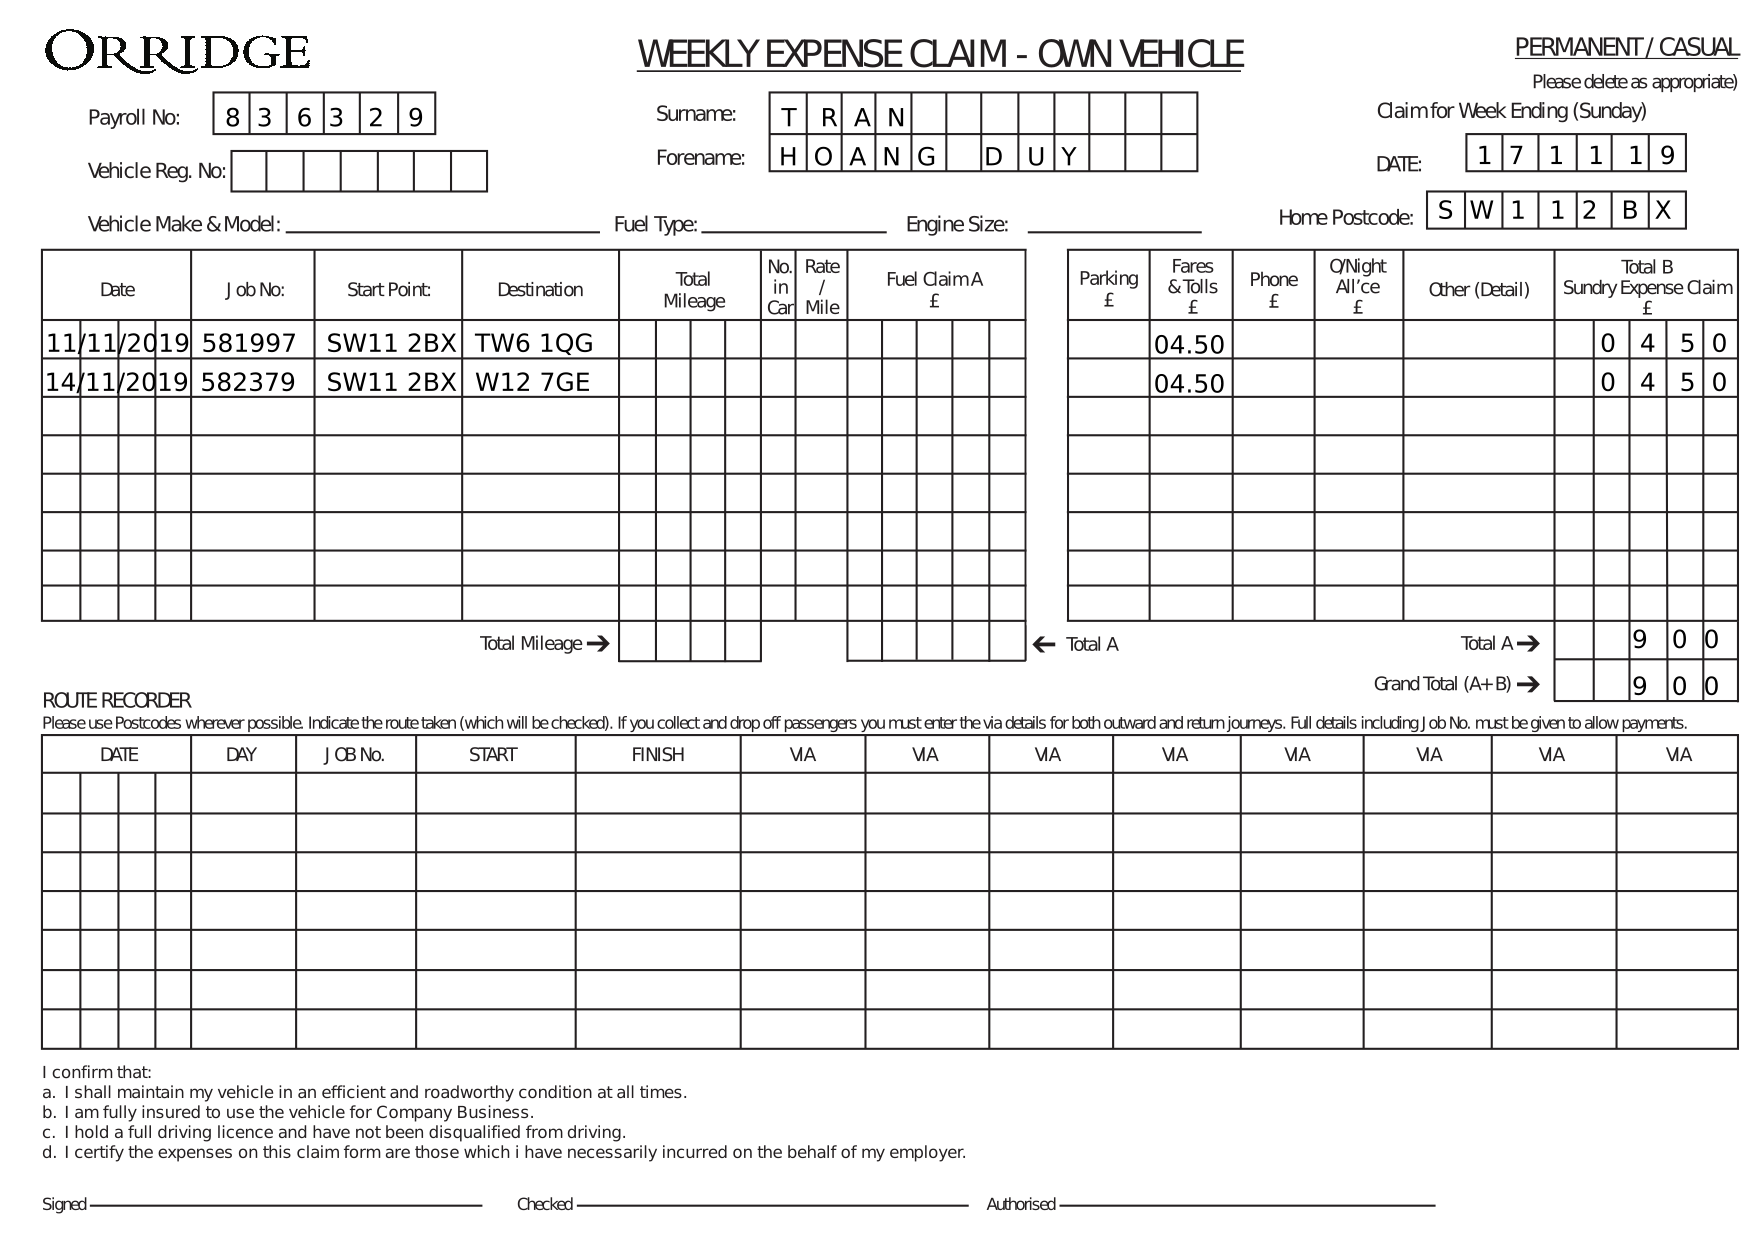 ORRIDGE
WEEKLY EXPENSE CLAIM - OWN VEHICLE
PERMANENT / CASUAL
Please delete as appropriate)
Payroll No: 8 3 6 3 2 9
Surname: T R A N
Claim for Week Ending (Sunday)
Forename: H O A N G D U Y
DATE: 1 7 1 1 1 9
Vehicle Reg. No:
Home Postcode: S W 1 1 2 B X
Vehicle Make & Model: Fuel Type: Engine Size:
Date Job No: Start Point: Destination Total Mileage No. in Car Rate / Mile Fuel Claim A £ Parking £ Fares & Tolls £ Phone £ O/Night All'ce £ Other (Detail) Total B Sundry Expense Claim £
11/11/2019 581997 SW11 2BX TW6 1QG 04.50 0 4 5 0
14/11/2019 582379 SW11 2BX W12 7GE 04.50 0 4 5 0
Total Mileage ➔ ← Total A Total A ➔ 9 0 0
Grand Total (A+B) ➔ 9 0 0
ROUTE RECORDER
Please use Postcodes wherever possible. Indicate the route taken (which will be checked). If you collect and drop off passengers you must enter the via details for both outward and return journeys. Full details including Job No. must be given to allow payments.
DATE DAY JOB No. START FINISH VIA VIA VIA VIA VIA VIA VIA VIA
I confirm that:
a. I shall maintain my vehicle in an efficient and roadworthy condition at all times.
b. I am fully insured to use the vehicle for Company Business.
c. I hold a full driving licence and have not been disqualified from driving.
d. I certify the expenses on this claim form are those which i have necessarily incurred on the behalf of my employer.
Signed Checked Authorised